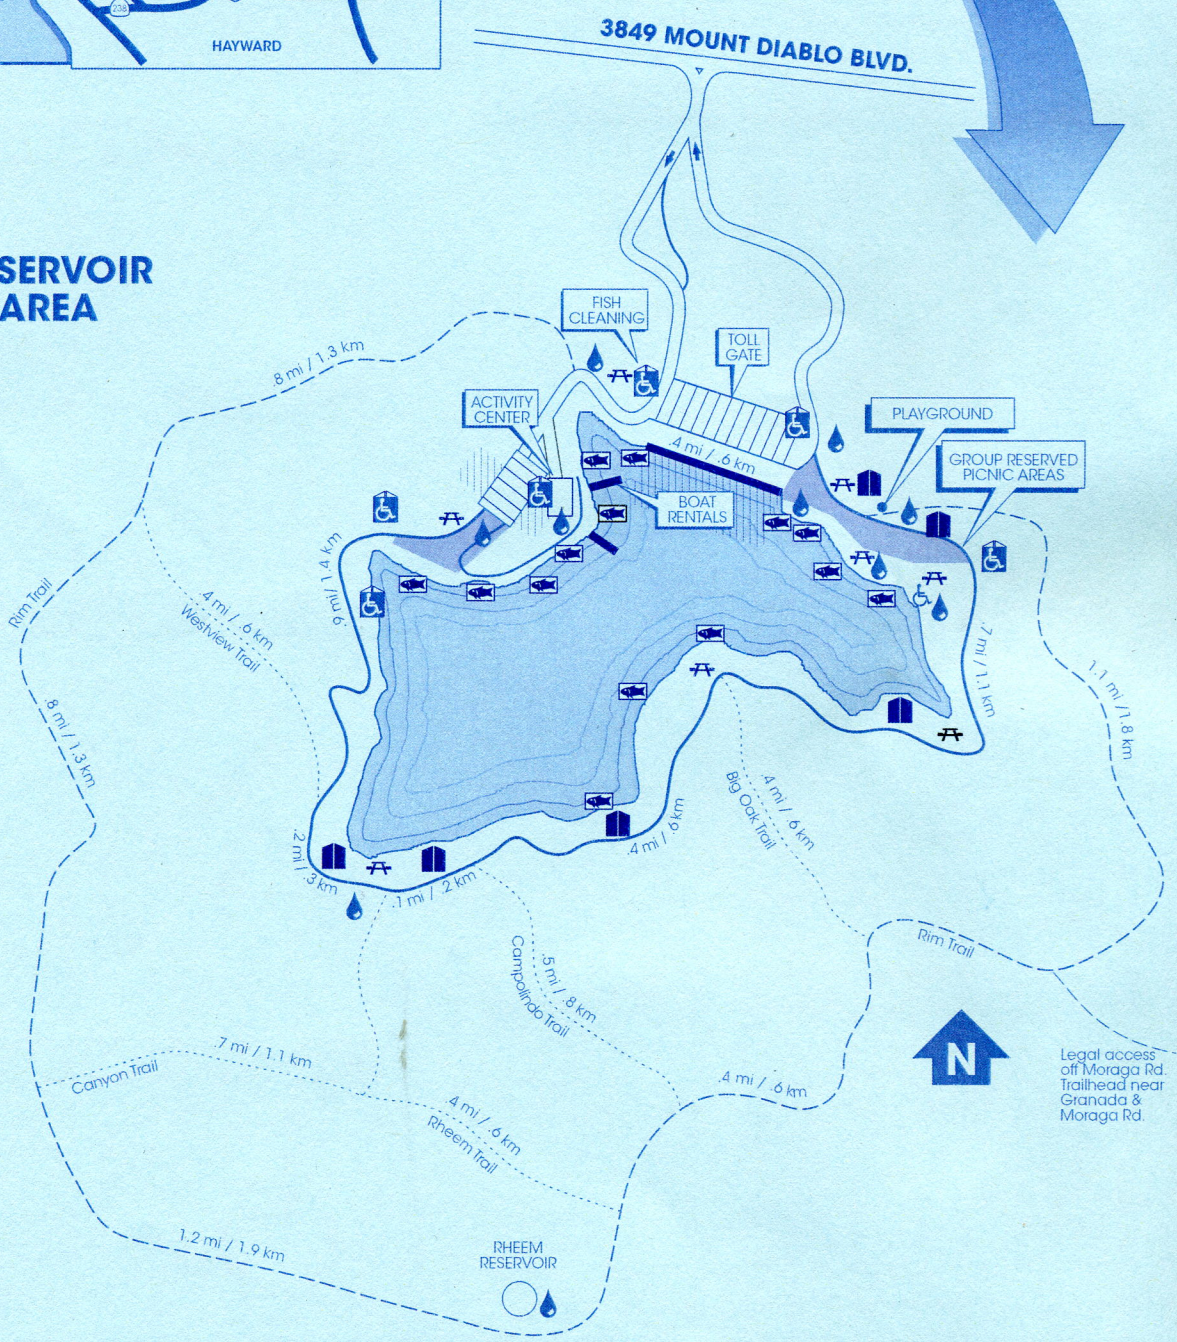 238
HAYWARD
3849 MOUNT DIABLO BLVD.
SERVOIR
AREA
FISH
CLEANING
TOLL
GATE
.8 mi / 1.3 km
ACTIVITY
CENTER
PLAYGROUND
.4 mi / .6 km
GROUP RESERVED
PICNIC AREAS
BOAT
RENTALS
.9 mi / 1.4 km
Rim Trail
.4 mi / .6 km
Westview Trail
.7 mi / 1.1 km
1.1 mi / 1.8 km
.8 mi / 1.3 km
Big Oak Trail
.4 mi / .6 km
.2 mi / .3 km
.4 mi / .6 km
.1 mi / .2 km
Rim Trail
Campolindo Trail
.5 mi / .8 km
N
.7 mi / 1.1 km
Canyon Trail
.4 mi / .6 km
.4 mi / .6 km
Rheem Trail
Legal access
off Moraga Rd.
Trailhead near
Granada &
Moraga Rd.
1.2 mi / 1.9 km
RHEEM
RESERVOIR